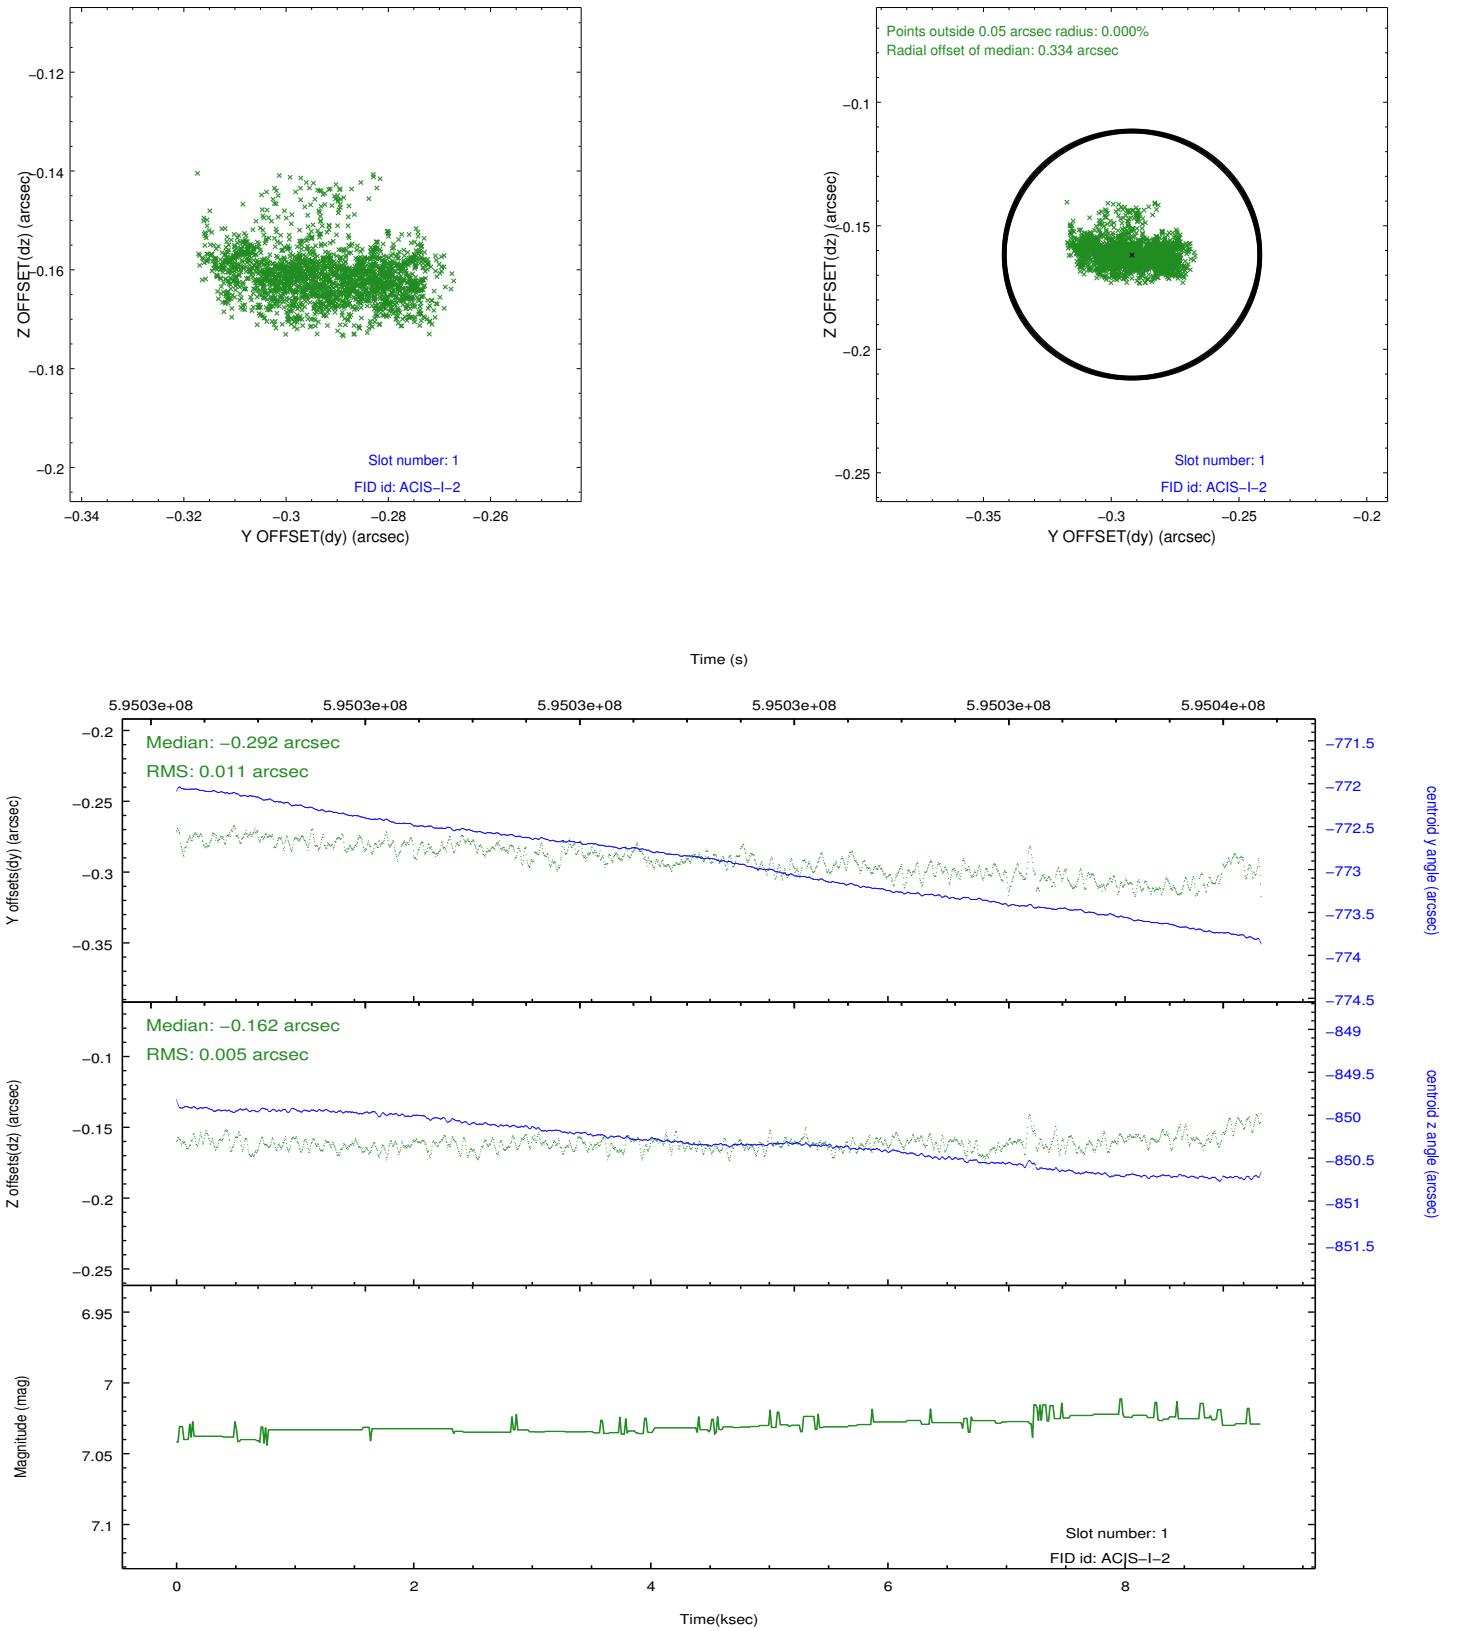 −0.12
−0.14
−0.16
−0.18
−0.2
Z OFFSET(dz) (arcsec)
Slot number: 1
FID id: ACIS−I−2
−0.34 −0.32 −0.3 −0.28 −0.26
Y OFFSET(dy) (arcsec)
Points outside 0.05 arcsec radius: 0.000%
Radial offset of median: 0.334 arcsec
−0.1
−0.15
−0.2
−0.25
Z OFFSET(dz) (arcsec)
Slot number: 1
FID id: ACIS−I−2
−0.35 −0.3 −0.25 −0.2
Y OFFSET(dy) (arcsec)
Time (s)
5.9503e+08 5.9503e+08 5.9503e+08 5.9503e+08 5.9503e+08 5.9504e+08
Median: −0.292 arcsec
RMS: 0.011 arcsec
−0.2
−0.25
−0.3
−0.35
Y offsets(dy) (arcsec)
−771.5
−772
−772.5
−773
−773.5
−774
−774.5
centroid y angle (arcsec)
Median: −0.162 arcsec
RMS: 0.005 arcsec
−0.1
−0.15
−0.2
−0.25
Z offsets(dz) (arcsec)
−849
−849.5
−850
−850.5
−851
−851.5
centroid z angle (arcsec)
6.95
7
7.05
7.1
Magnitude (mag)
Slot number: 1
FID id: ACIS−I−2
0 2 4 6 8
Time(ksec)